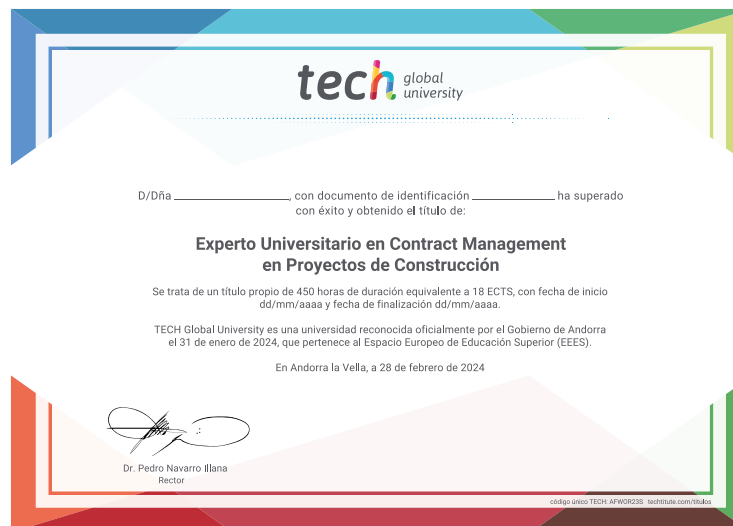 tech global
university
D/Dña ____________, con documento de identificación ____________ ha superado
con éxito y obtenido el título de:
Experto Universitario en Contract Management
en Proyectos de Construcción
Se trata de un título propio de 450 horas de duración equivalente a 18 ECTS, con fecha de inicio
dd/mm/aaaa y fecha de finalización dd/mm/aaaa.
TECH Global University es una universidad reconocida oficialmente por el Gobierno de Andorra
el 31 de enero de 2024, que pertenece al Espacio Europeo de Educación Superior (EEES).
En Andorra la Vella, a 28 de febrero de 2024
Dr. Pedro Navarro Illana
Rector
código único TECH: AFWOR23S techtitute.com/titulos